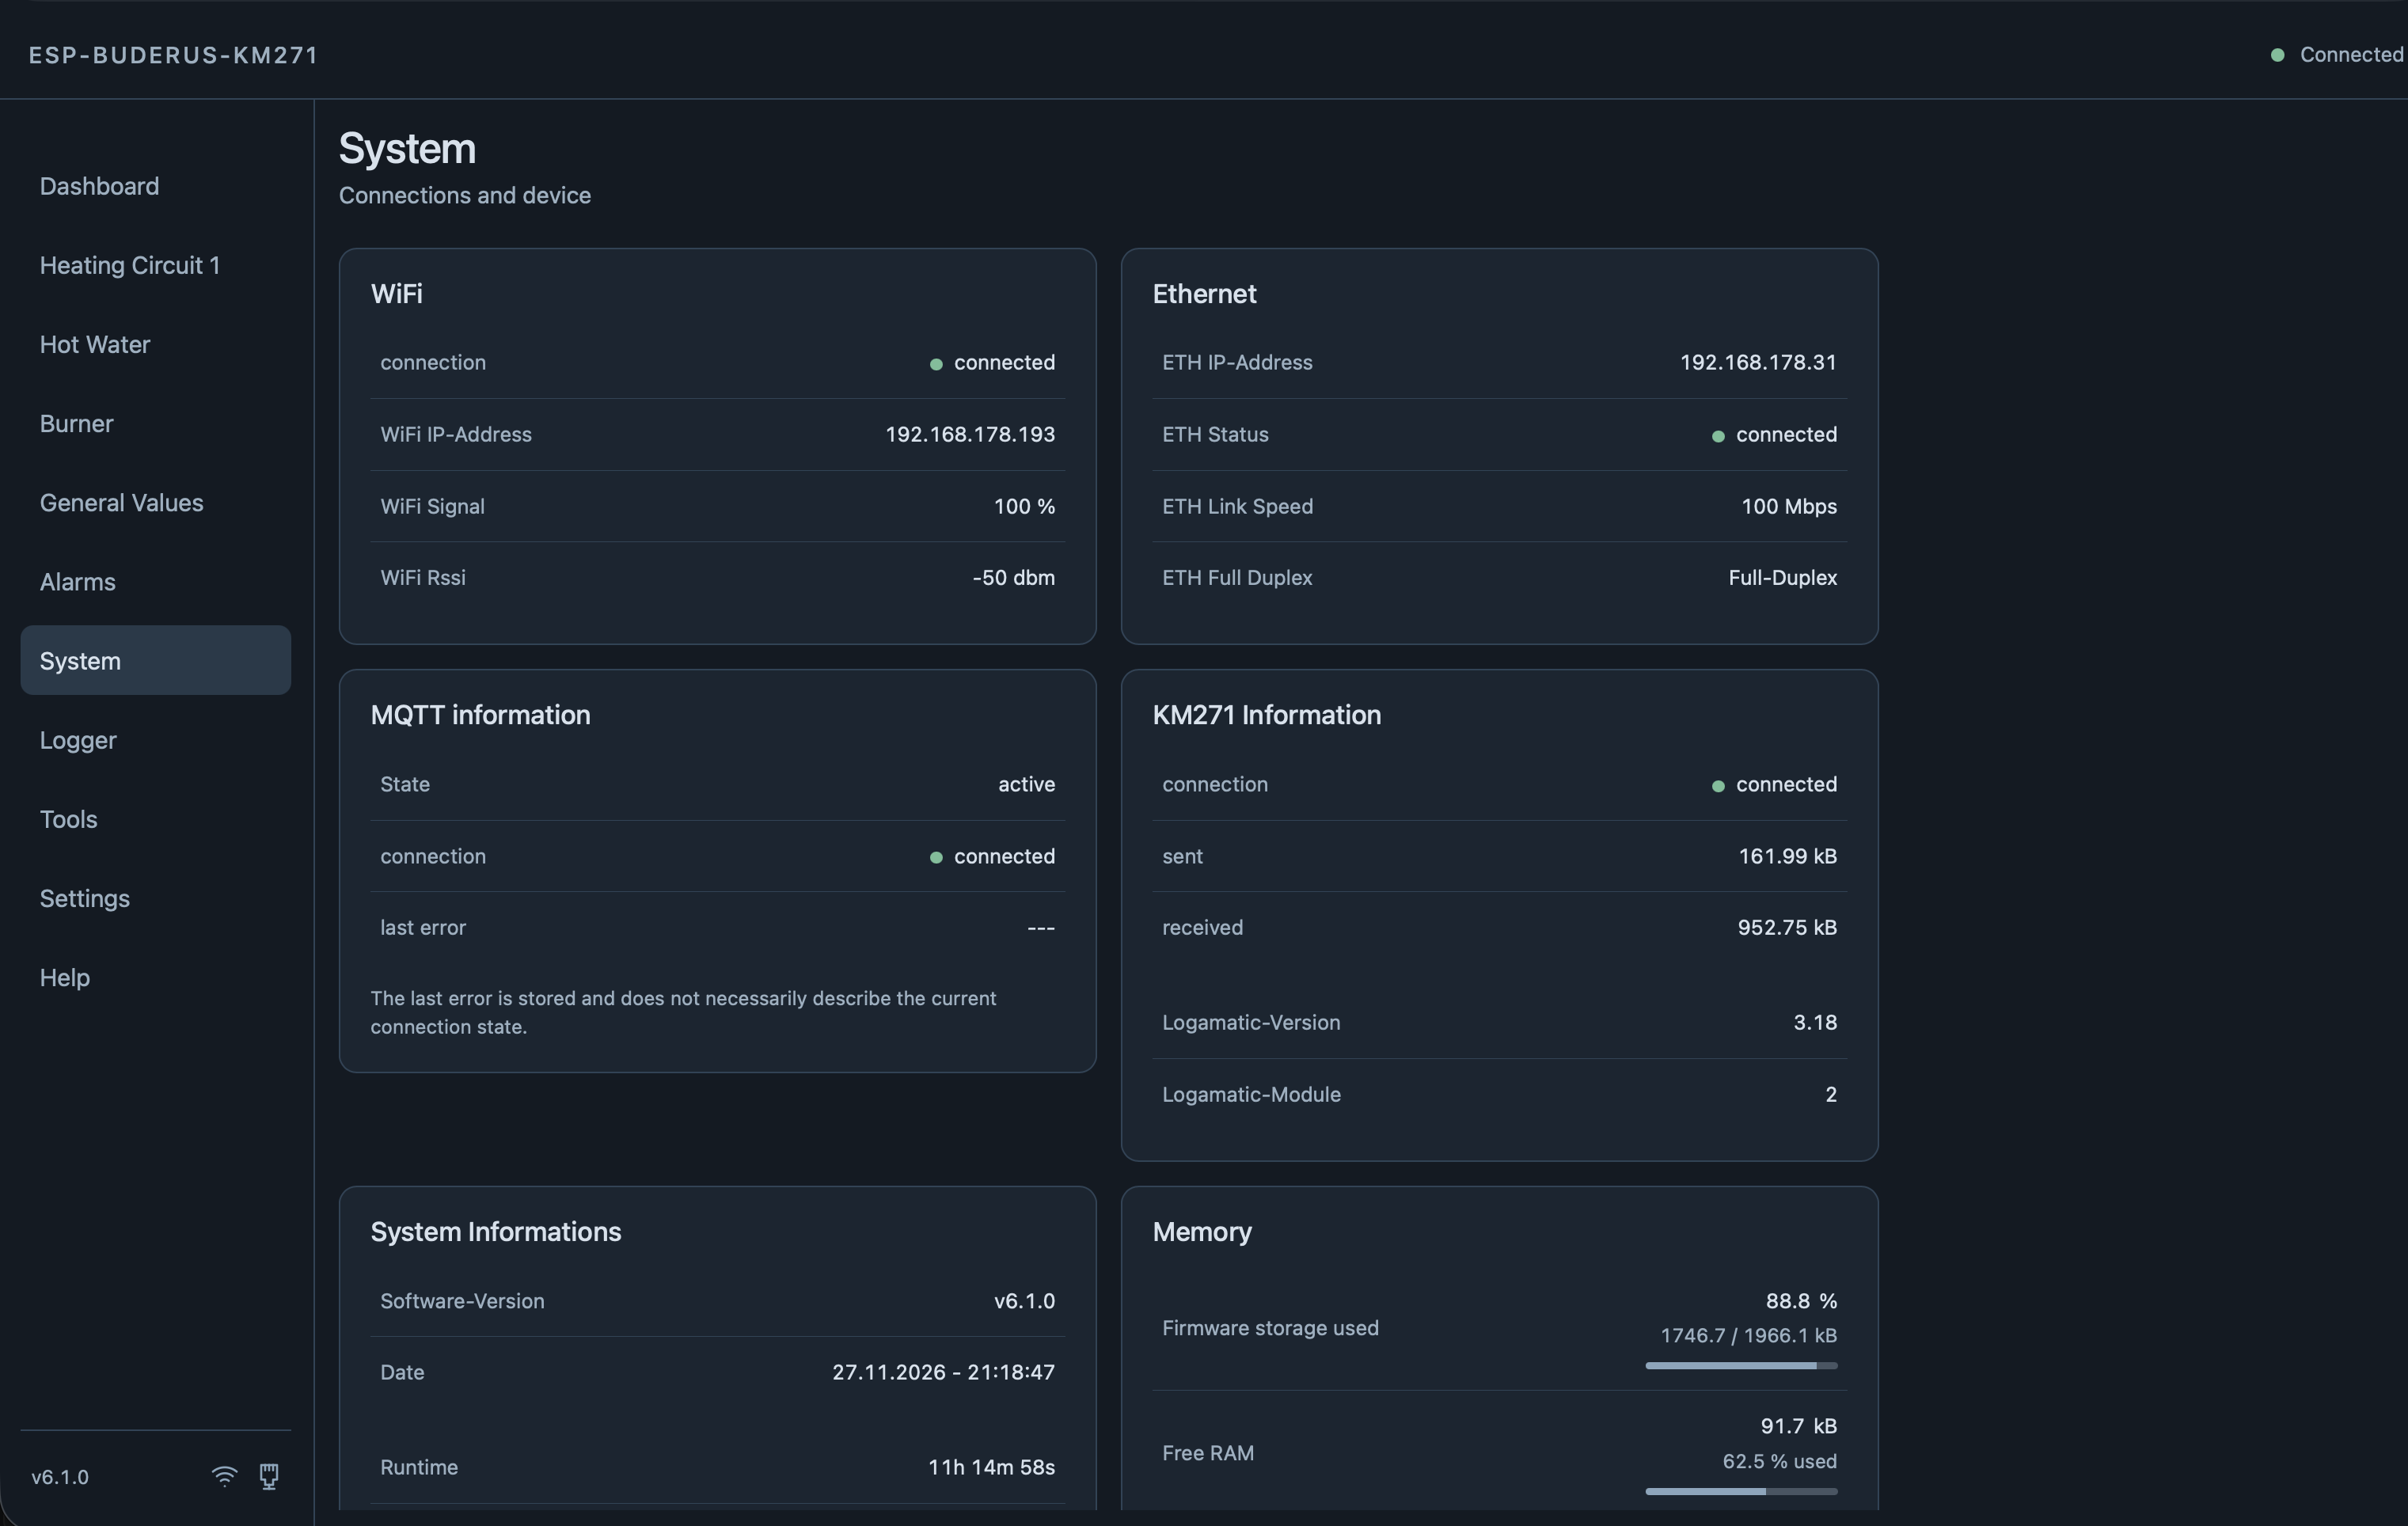 ESP-BUDERUS-KM271
Connected
Dashboard
Heating Circuit 1
Hot Water
Burner
General Values
Alarms
System
Logger
Tools
Settings
Help
v6.1.0
System
Connections and device
WiFi
connection connected
WiFi IP-Address 192.168.178.193
WiFi Signal 100 %
WiFi Rssi -50 dbm
Ethernet
ETH IP-Address 192.168.178.31
ETH Status connected
ETH Link Speed 100 Mbps
ETH Full Duplex Full-Duplex
MQTT information
State active
connection connected
last error ---
The last error is stored and does not necessarily describe the current
connection state.
KM271 Information
connection connected
sent 161.99 kB
received 952.75 kB
Logamatic-Version 3.18
Logamatic-Module 2
System Informations
Software-Version v6.1.0
Date 27.11.2026 - 21:18:47
Runtime 11h 14m 58s
Memory
Firmware storage used 88.8 %
1746.7 / 1966.1 kB
Free RAM 91.7 kB
62.5 % used